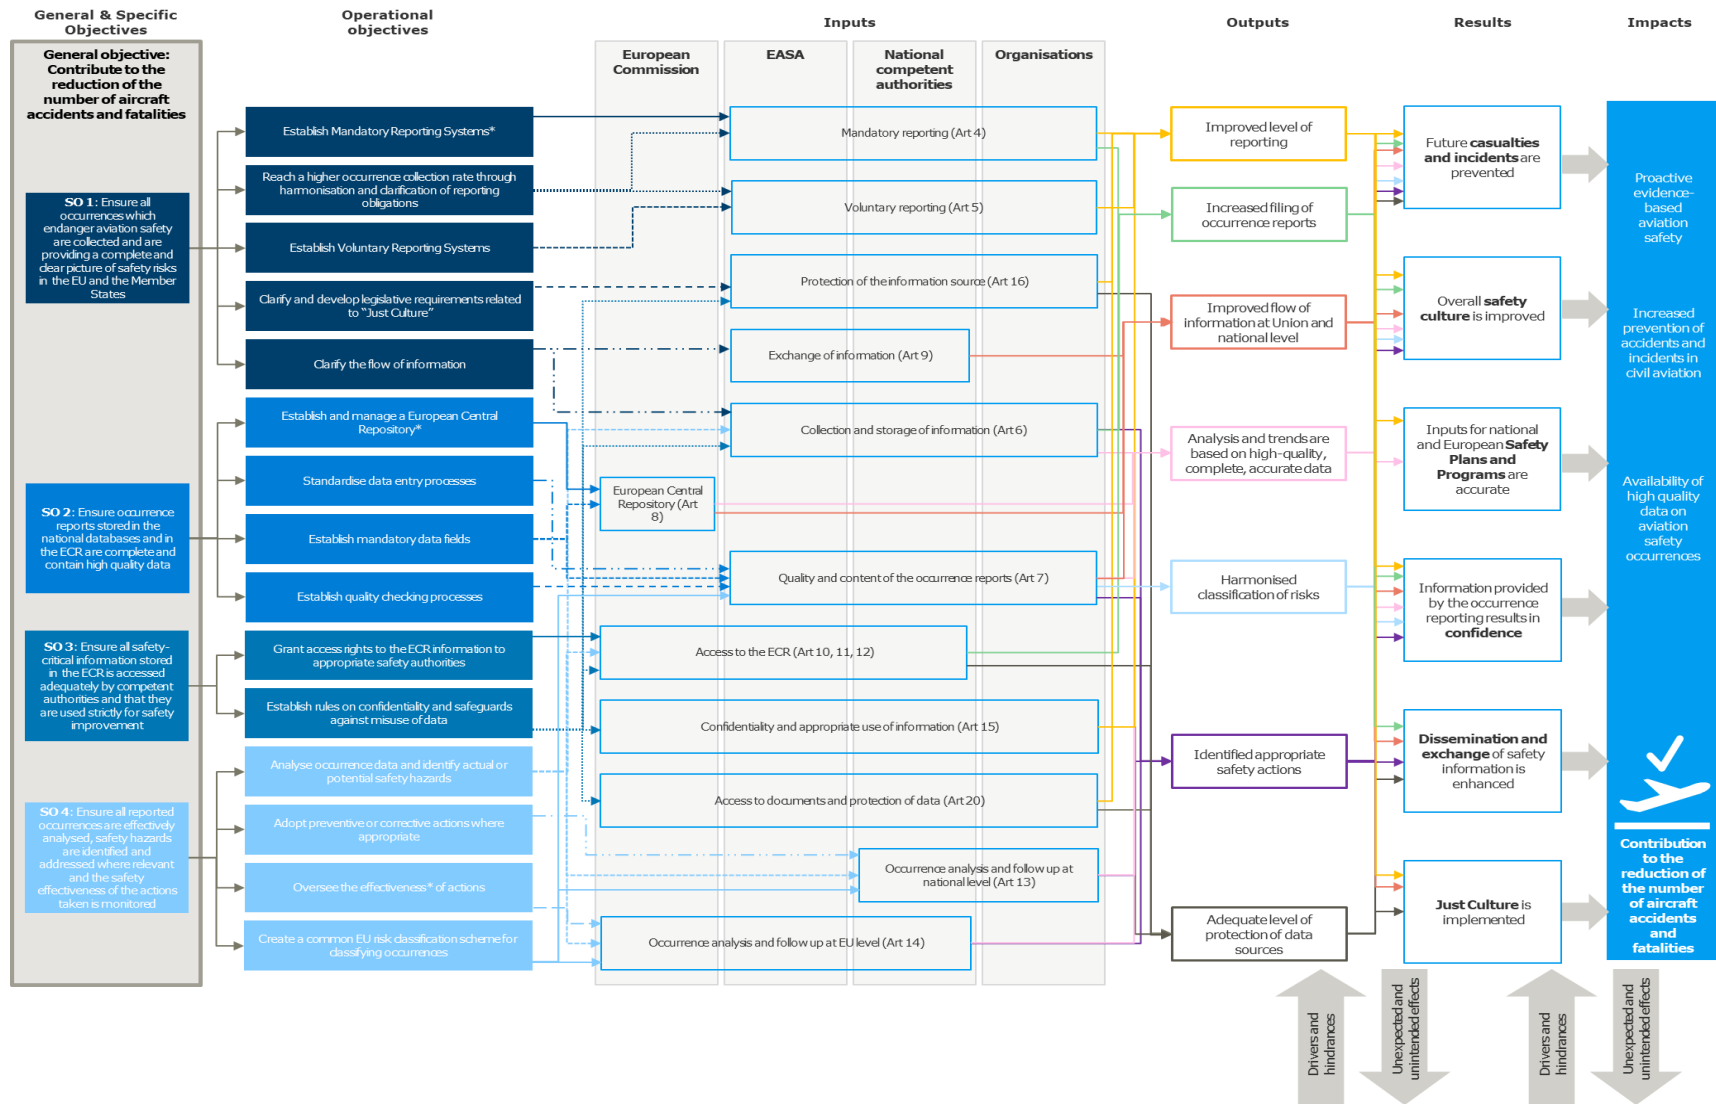 General & Specific
Objectives
Operational
objectives
Inputs
Outputs
Results
Impacts
General objective:
Contribute to the
reduction of the
number of aircraft
accidents and fatalities
SO 1: Ensure all
occurrences which
endanger aviation safety
are collected and are
providing a complete and
clear picture of safety risks
in the EU and the Member
States
SO 2: Ensure occurrence
reports stored in the
national databases and in
the ECR are complete and
contain high quality data
SO 3: Ensure all safety-
critical information stored
in the ECR is accessed
adequately by competent
authorities and that they
are used strictly for safety
improvement
SO 4: Ensure all reported
occurrences are effectively
analysed, safety hazards
are identified and
addressed where relevant
and the safety
effectiveness of the actions
taken is monitored
Establish Mandatory Reporting Systems*
Reach a higher occurrence collection rate through
harmonisation and clarification of reporting
obligations
Establish Voluntary Reporting Systems
Clarify and develop legislative requirements related
to “Just Culture”
Clarify the flow of information
Establish and manage a European Central
Repository*
Standardise data entry processes
Establish mandatory data fields
Establish quality checking processes
Grant access rights to the ECR information to
appropriate safety authorities
Establish rules on confidentiality and safeguards
against misuse of data
Analyse occurrence data and identify actual or
potential safety hazards
Adopt preventive or corrective actions where
appropriate
Oversee the effectiveness* of actions
Create a common EU risk classification scheme for
classifying occurrences
European
Commission
EASA
National
competent
authorities
Organisations
Mandatory reporting (Art 4)
Voluntary reporting (Art 5)
Protection of the information source (Art 16)
Exchange of information (Art 9)
Collection and storage of information (Art 6)
European Central
Repository (Art
8)
Quality and content of the occurrence reports (Art 7)
Access to the ECR (Art 10, 11, 12)
Confidentiality and appropriate use of information (Art 15)
Access to documents and protection of data (Art 20)
Occurrence analysis and follow up at
national level (Art 13)
Occurrence analysis and follow up at EU level (Art 14)
Improved level of
reporting
Increased filing of
occurrence reports
Improved flow of
information at Union and
national level
Analysis and trends are
based on high-quality,
complete, accurate data
Harmonised
classification of risks
Identified appropriate
safety actions
Adequate level of
protection of data
sources
Future casualties
and incidents are
prevented
Overall safety
culture is improved
Inputs for national
and European Safety
Plans and
Programs are
accurate
Information provided
by the occurrence
reporting results in
confidence
Dissemination and
exchange of safety
information is
enhanced
Just Culture is
implemented
Proactive
evidence-
based
aviation
safety
Increased
prevention of
accidents and
incidents in
civil aviation
Availability of
high quality
data on
aviation
safety
occurrences
Contribution
to the
reduction of
the number
of aircraft
accidents
and
fatalities
Drivers and
hindrances
Unexpected and
unintended effects
Drivers and
hindrances
Unexpected and
unintended effects